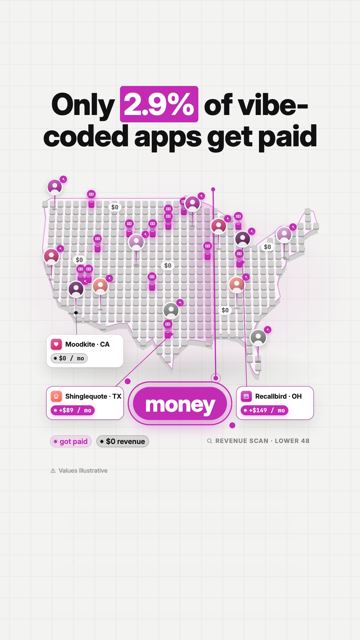 Only 2.9% of vibe-
coded apps get paid
$0
$0
$0
$0
$0
Moodkite · CA
$0 / mo
Shinglequote · TX
+$89 / mo
money
Recallbird · OH
+$149 / mo
got paid
$0 revenue
REVENUE SCAN · LOWER 48
Values illustrative